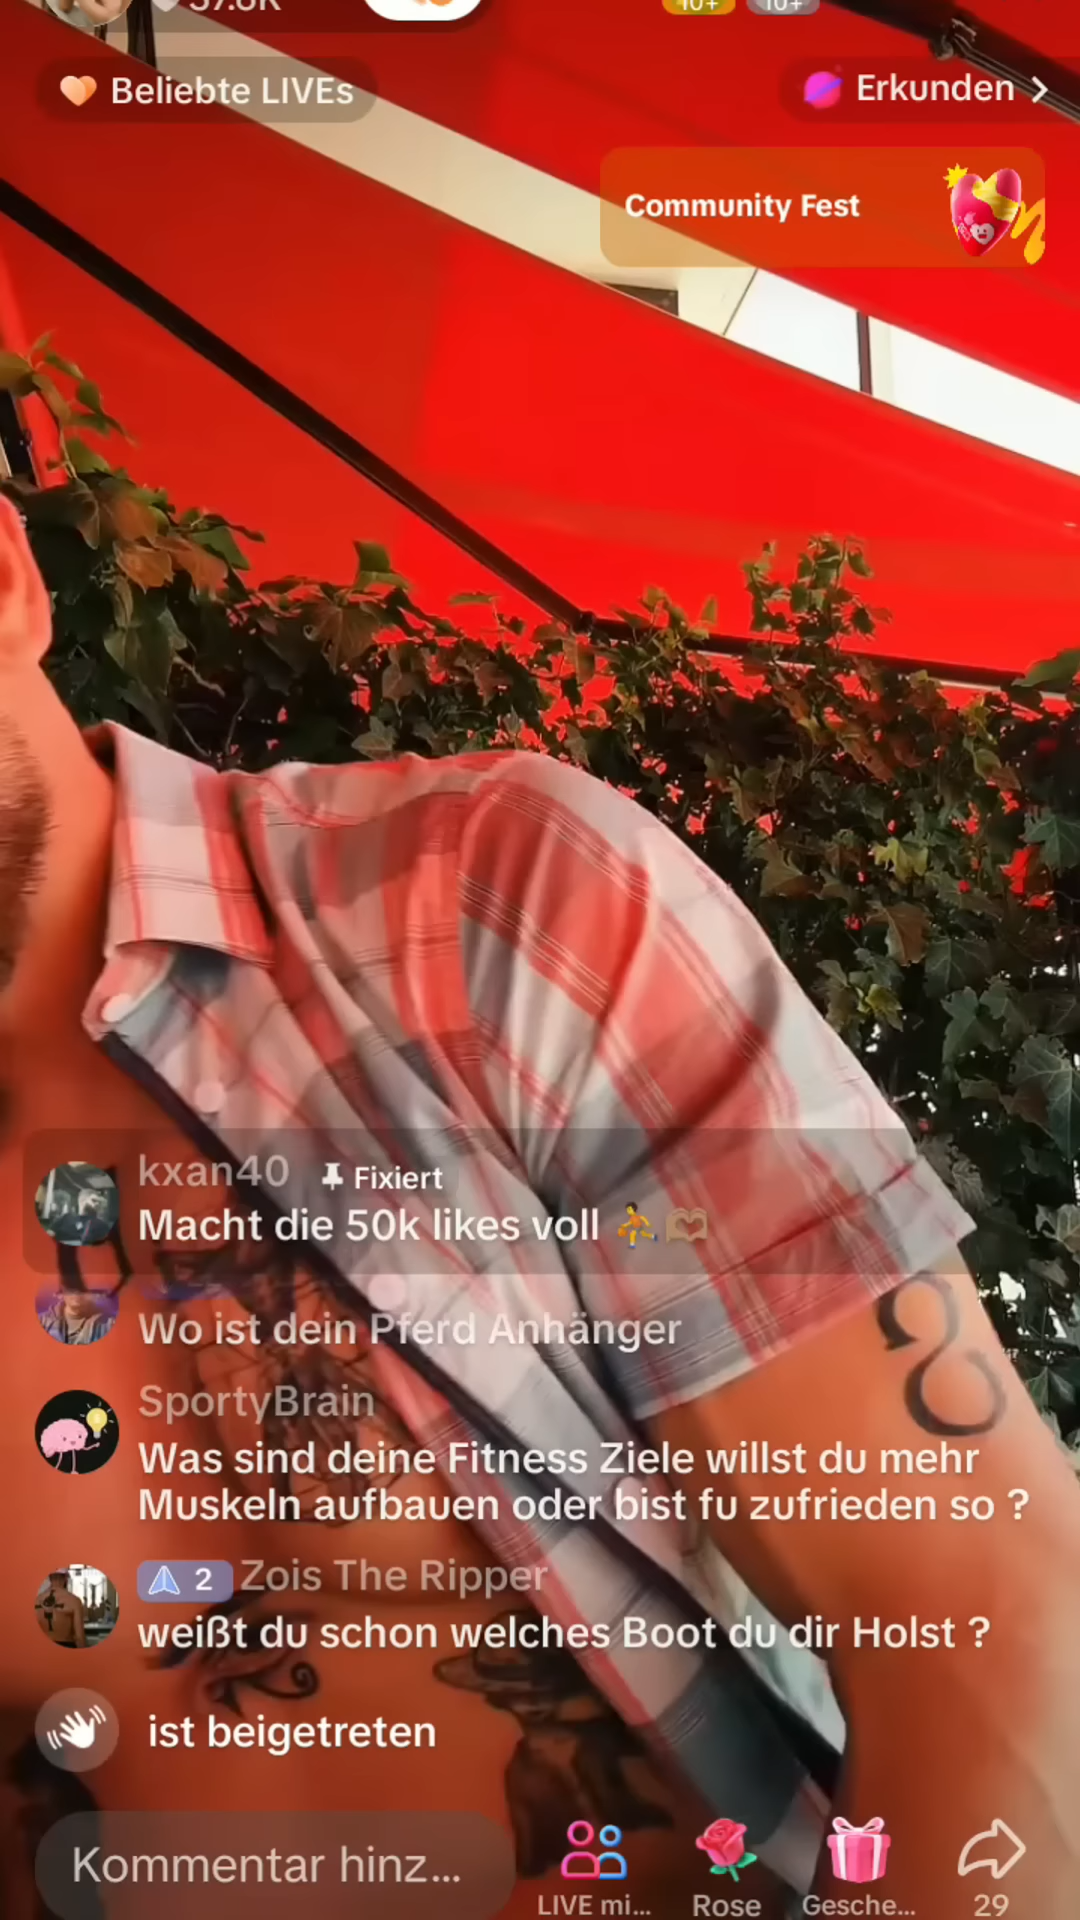 Beliebte LIVEs
Erkunden
Community Fest
kxan40 Fixiert
Macht die 50k likes voll
Wo ist dein Pferd Anhänger
SportyBrain
Was sind deine Fitness Ziele willst du mehr
Muskeln aufbauen oder bist fu zufrieden so ?
2 Zois The Ripper
weißt du schon welches Boot du dir Holst ?
ist beigetreten
Kommentar hinz...
LIVE mi...
Rose
Gesche...
29